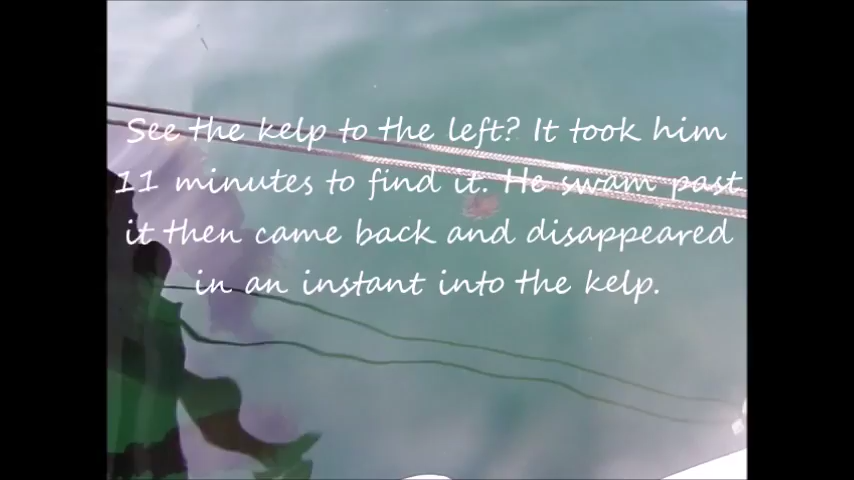 See the kelp to the left? It took him
11 minutes to find it. He swam past
it then came back and disappeared
in an instant into the kelp.